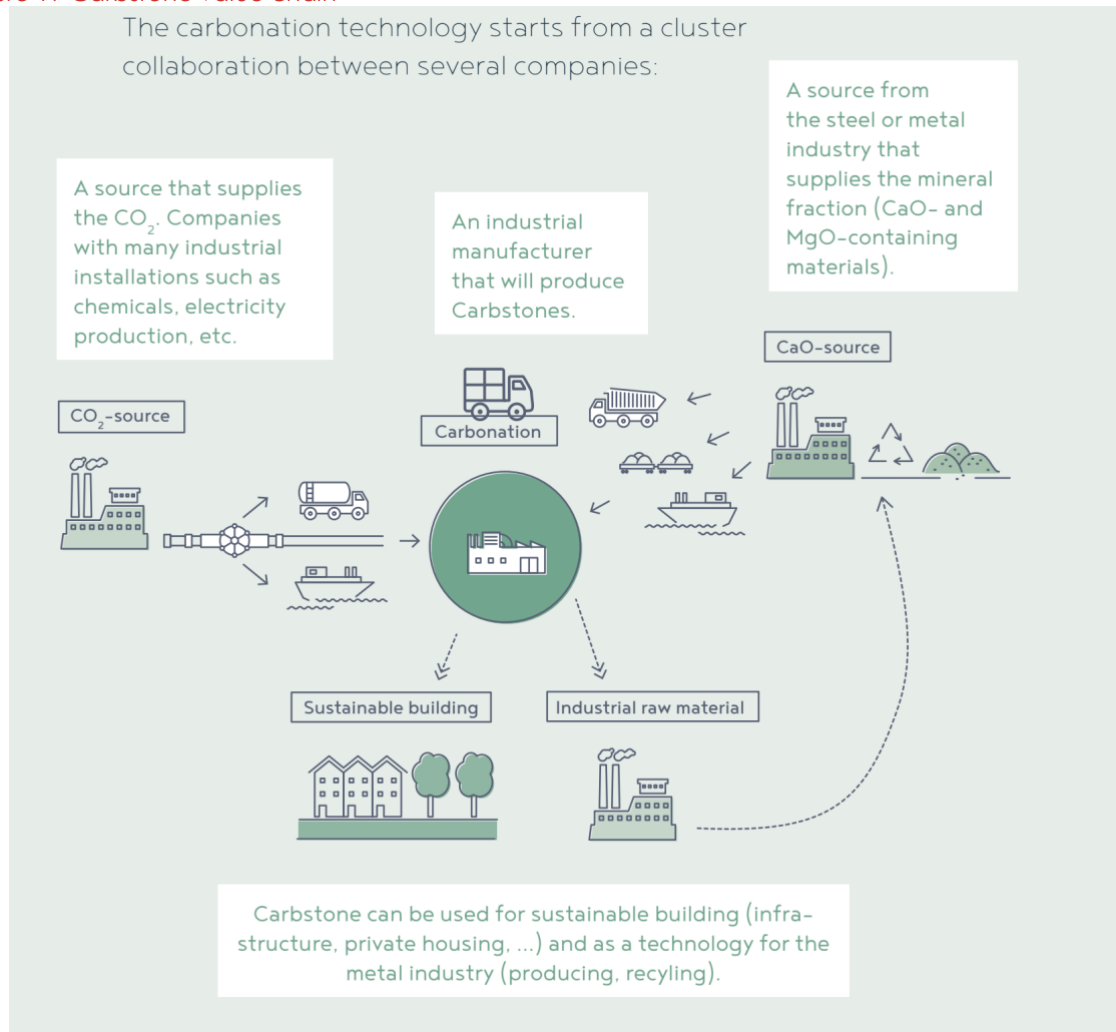 Carbstone Value Chain
The carbonation technology starts from a cluster
collaboration between several companies:
A source from
the steel or metal
industry that
supplies the mineral
fraction (CaO- and
MgO-containing
materials).
A source that supplies
the CO₂. Companies
with many industrial
installations such as
chemicals, electricity
production, etc.
An industrial
manufacturer
that will produce
Carbstones.
CaO-source
CO₂-source
Carbonation
Sustainable building
Industrial raw material
Carbstone can be used for sustainable building (infra-
structure, private housing, ...) and as a technology for the
metal industry (producing, recyling).